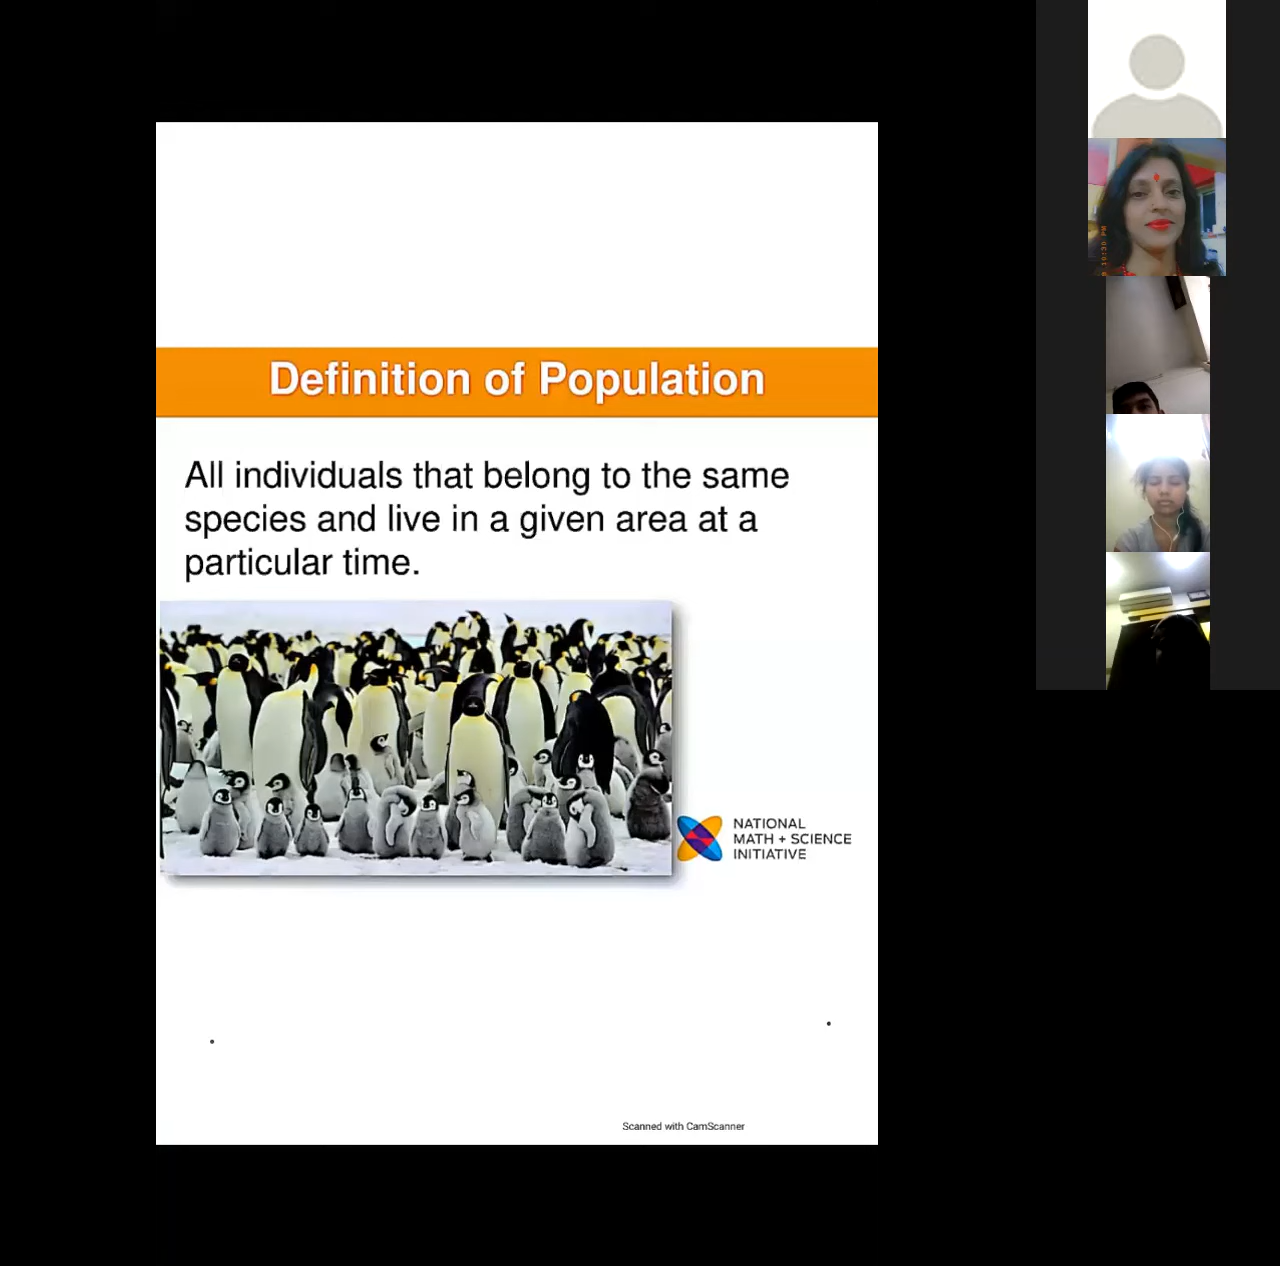 Definition of Population
All individuals that belong to the same
species and live in a given area at a
particular time.
NATIONAL
MATH + SCIENCE
INITIATIVE
Scanned with CamScanner